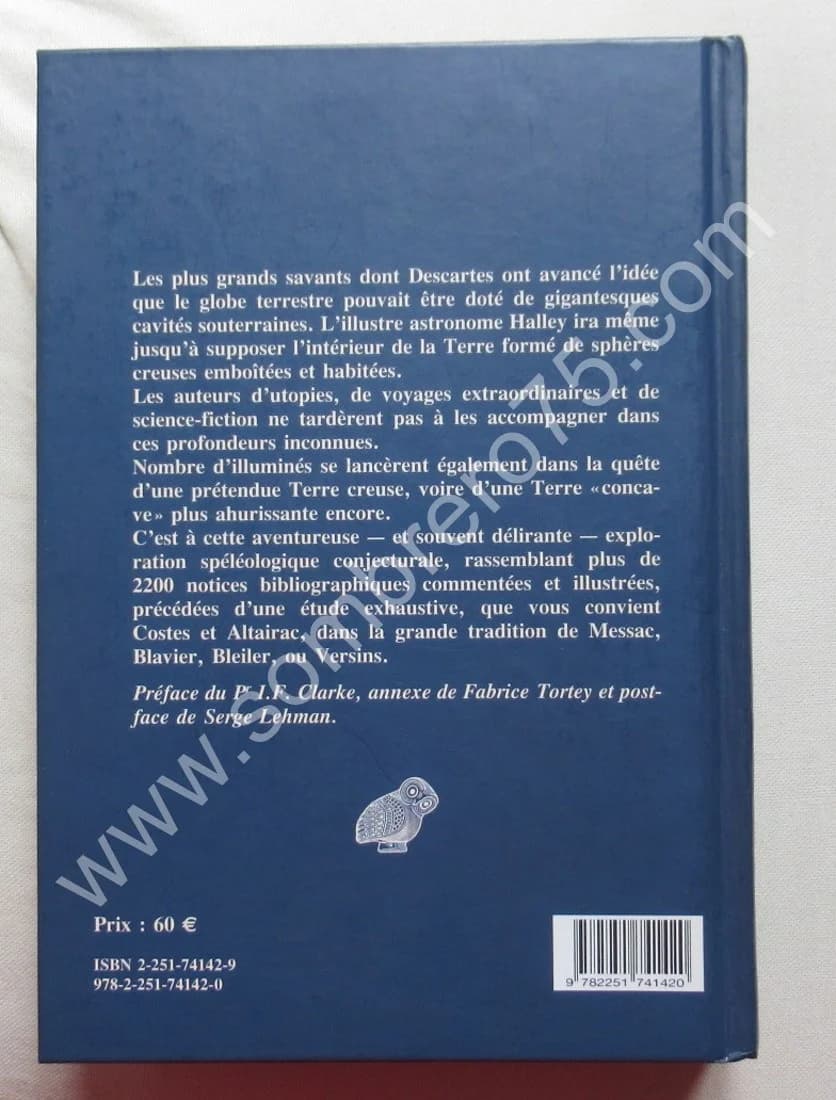 Les plus grands savants dont Descartes ont avancé l'idée
que le globe terrestre pouvait être doté de gigantesques
cavités souterraines. L'illustre astronome Halley ira même
jusqu'à supposer l'intérieur de la Terre formé de sphères
creuses emboîtées et habitées.
Les auteurs d'utopies, de voyages extraordinaires et de
science-fiction ne tardèrent pas à les accompagner dans
ces profondeurs inconnues.
Nombre d'illuminés se lancèrent également dans la quête
d'une prétendue Terre creuse, voire d'une Terre «conca-
ve» plus ahurissante encore.
C'est à cette aventureuse — et souvent délirante — explo-
ration spéléologique conjecturale, rassemblant plus de
2200 notices bibliographiques commentées et illustrées,
précédées d'une étude exhaustive, que vous convient
Costes et Altairac, dans la grande tradition de Messac,
Blavier, Bleiler, ou Versins.
Préface du Pr I.F. Clarke, annexe de Fabrice Tortey et post-
face de Serge Lehman.
www.sombrero75.com
Prix : 60 €
ISBN 2-251-74142-9
978-2-251-74142-0
9 782251 741420